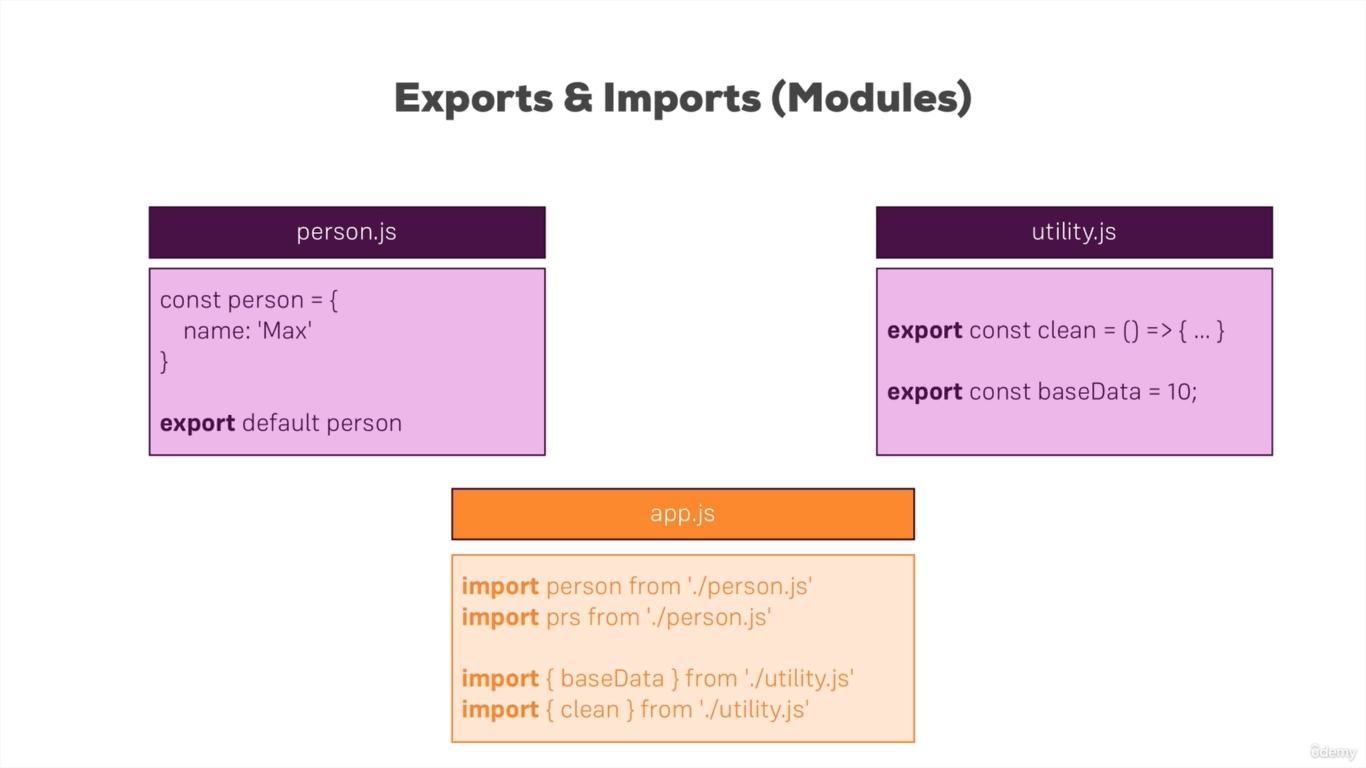 Exports & Imports (Modules)
person.js
const person = {
name: 'Max'
}
export default person
utility.js
export const clean = () => { ... }
export const baseData = 10;
app.js
import person from './person.js'
import prs from './person.js'
import { baseData } from './utility.js'
import { clean } from './utility.js'
ûdemy